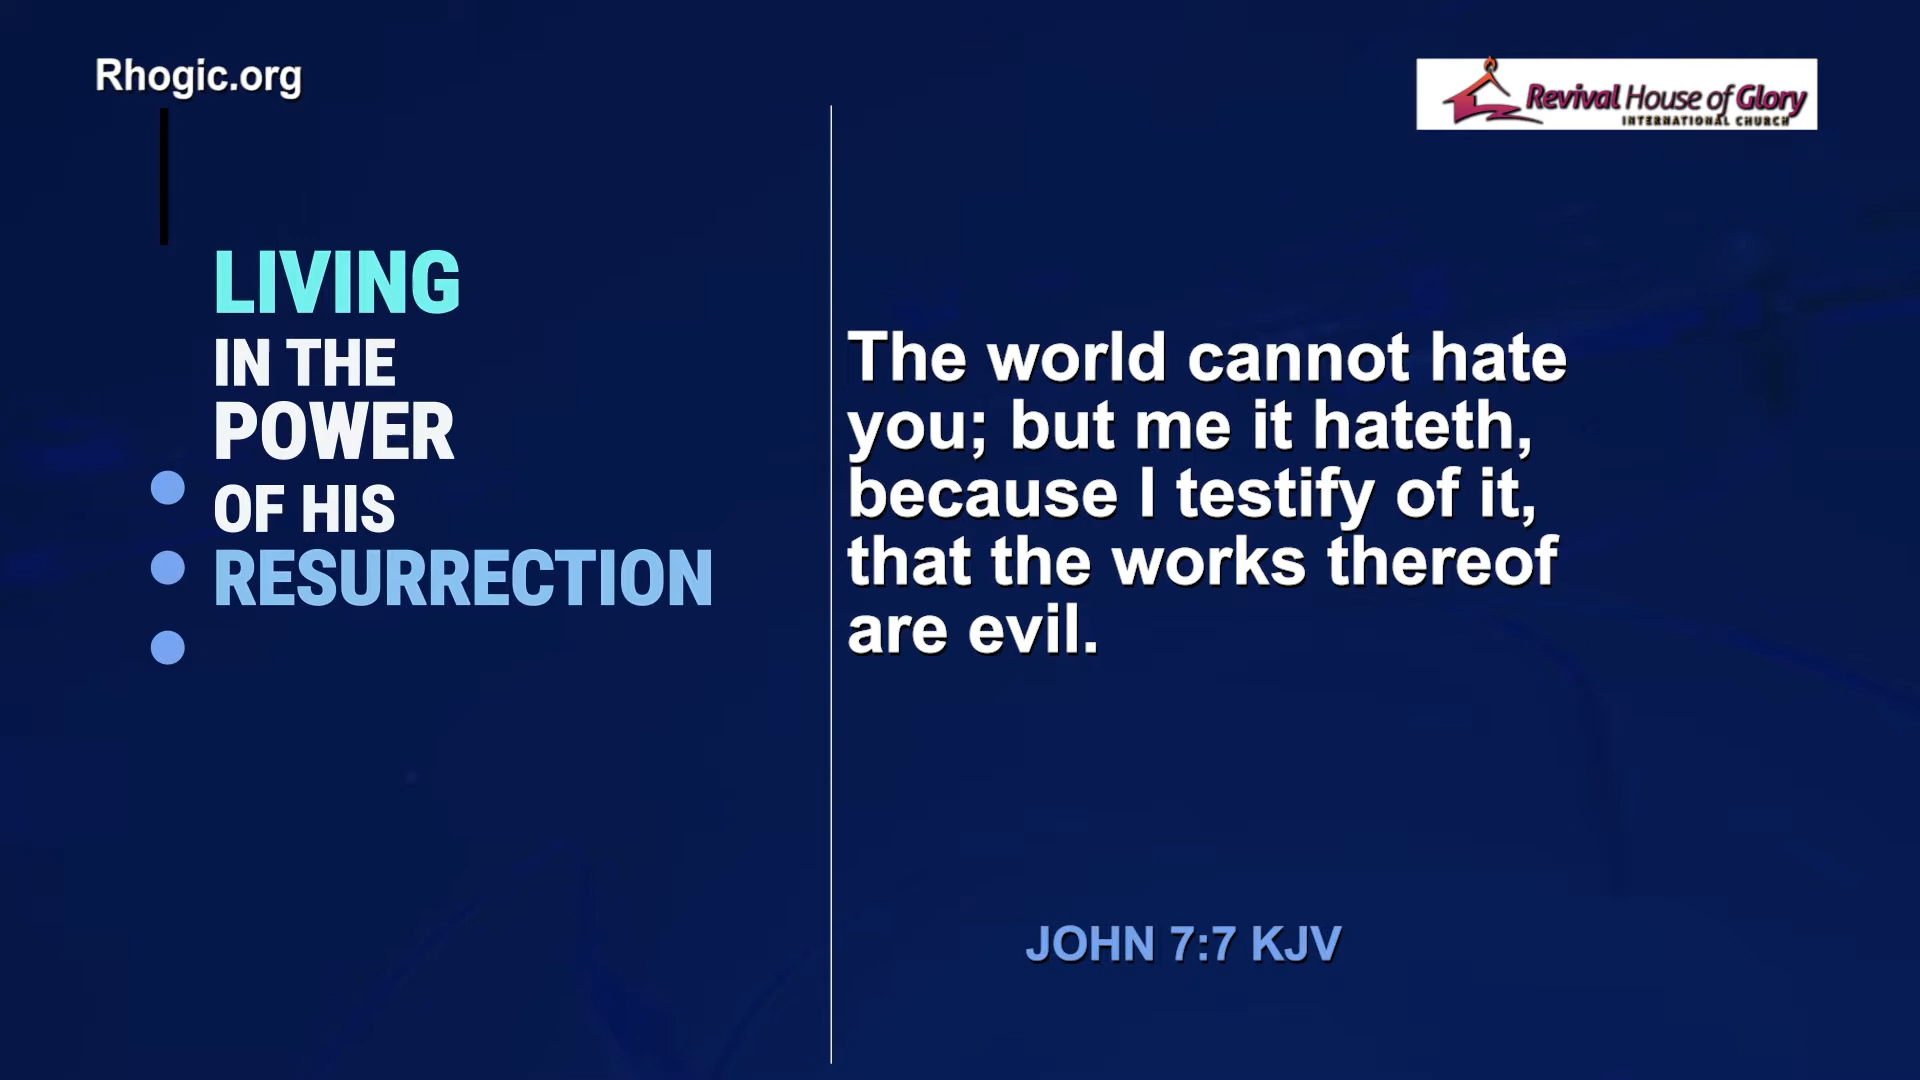 Rhogic.org
Revival House of Glory
INTERNATIONAL CHURCH
LIVING
IN THE
POWER
OF HIS
RESURRECTION
The world cannot hate
you; but me it hateth,
because I testify of it,
that the works thereof
are evil.
JOHN 7:7 KJV